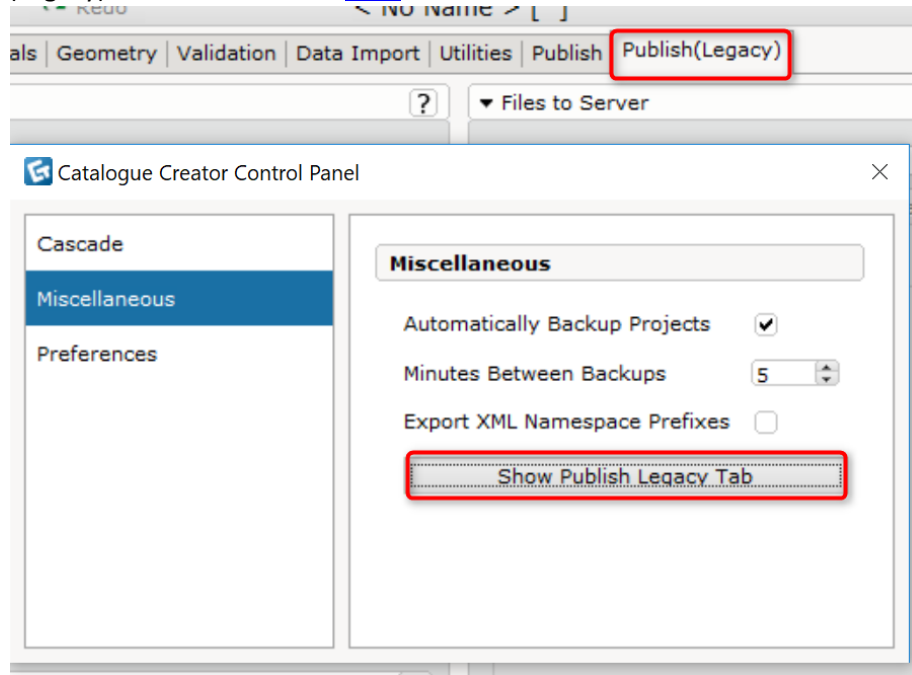 Redo
< No Name > [ ]
als | Geometry | Validation | Data Import | Utilities | Publish | Publish(Legacy)
?
Files to Server
Catalogue Creator Control Panel
Cascade
Miscellaneous
Preferences
Miscellaneous
Automatically Backup Projects
Minutes Between Backups 5
Export XML Namespace Prefixes
Show Publish Legacy Tab